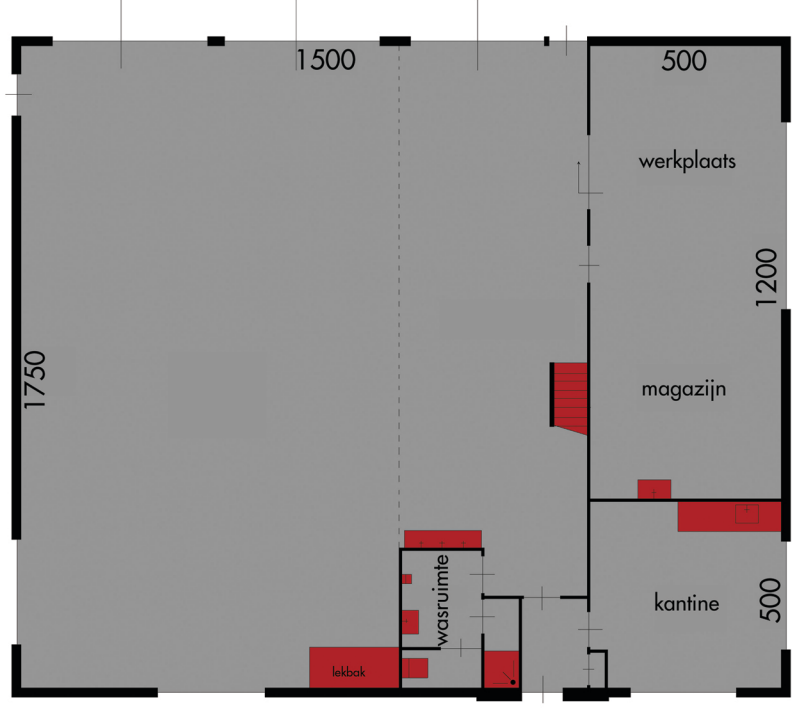 1500
500
werkplaats
1200
1750
magazijn
wasruimte
kantine
500
lekbak